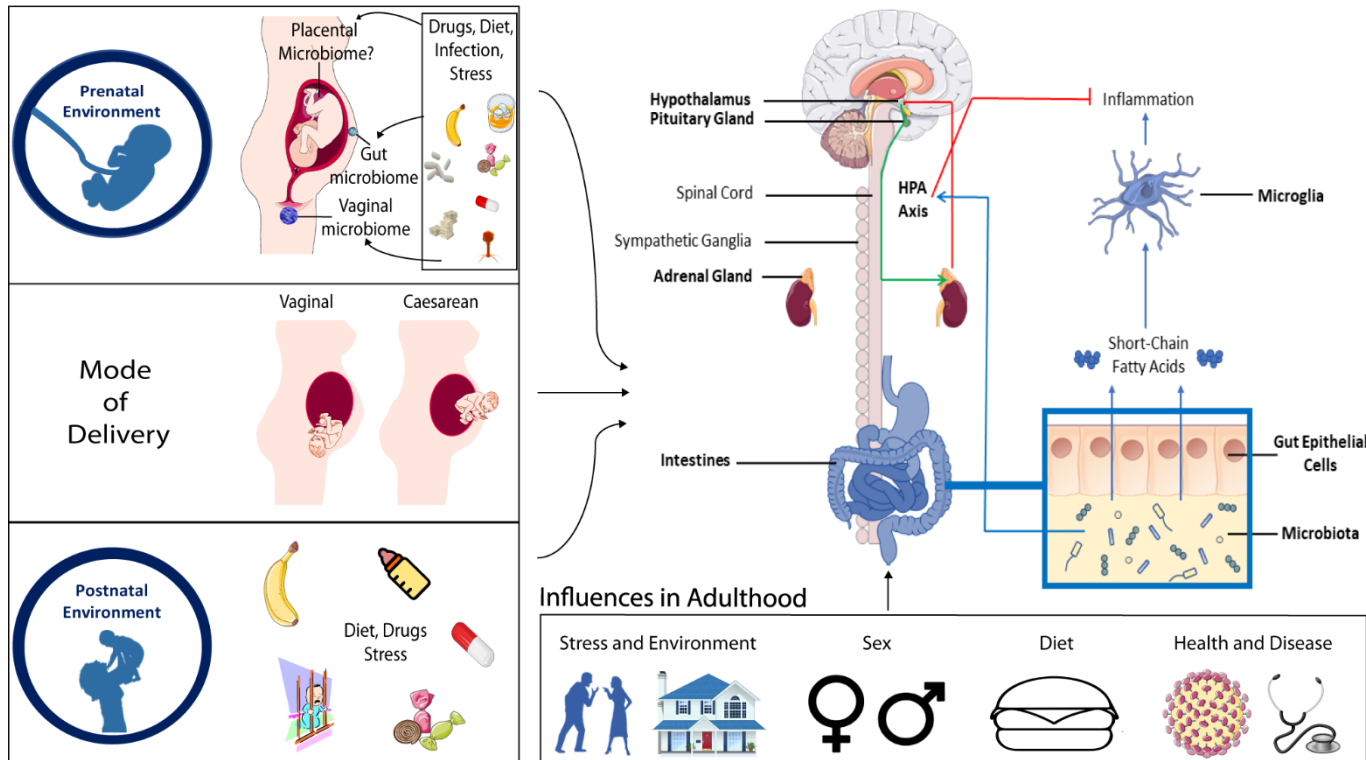 Prenatal
Environment
Placental
Microbiome?
Drugs, Diet,
Infection,
Stress
Gut
microbiome
Vaginal
microbiome
Mode
of
Delivery
Vaginal
Caesarean
Postnatal
Environment
Diet, Drugs
Stress
Hypothalamus
Pituitary Gland
Spinal Cord
Sympathetic Ganglia
Adrenal Gland
HPA
Axis
Intestines
Inflammation
Microglia
Short-Chain
Fatty Acids
Gut Epithelial
Cells
Microbiota
Influences in Adulthood
Stress and Environment
Sex
Diet
Health and Disease